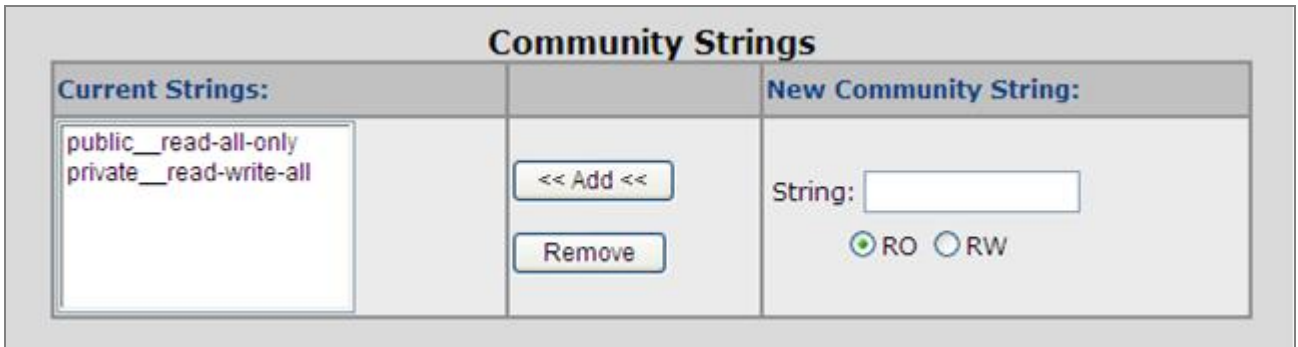 Community Strings
Current Strings:
New Community String:
public__read-all-only
private__read-write-all
<< Add <<
Remove
String:
RO RW